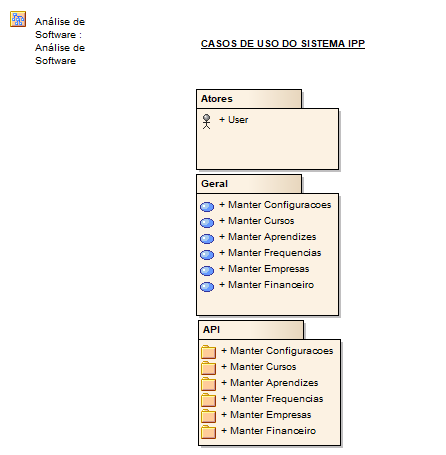 Análise de
Software :
Análise de
Software
CASOS DE USO DO SISTEMA IPP
Atores
+ User
Geral
+ Manter Configuracoes
+ Manter Cursos
+ Manter Aprendizes
+ Manter Frequencias
+ Manter Empresas
+ Manter Financeiro
API
+ Manter Configuracoes
+ Manter Cursos
+ Manter Aprendizes
+ Manter Frequencias
+ Manter Empresas
+ Manter Financeiro